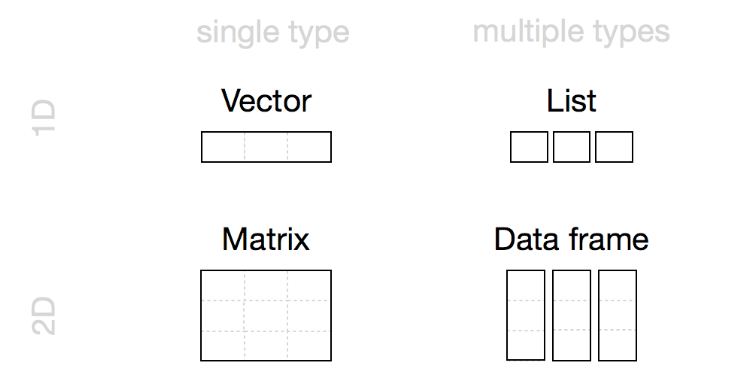 single type
multiple types
1D
Vector
List
2D
Matrix
Data frame